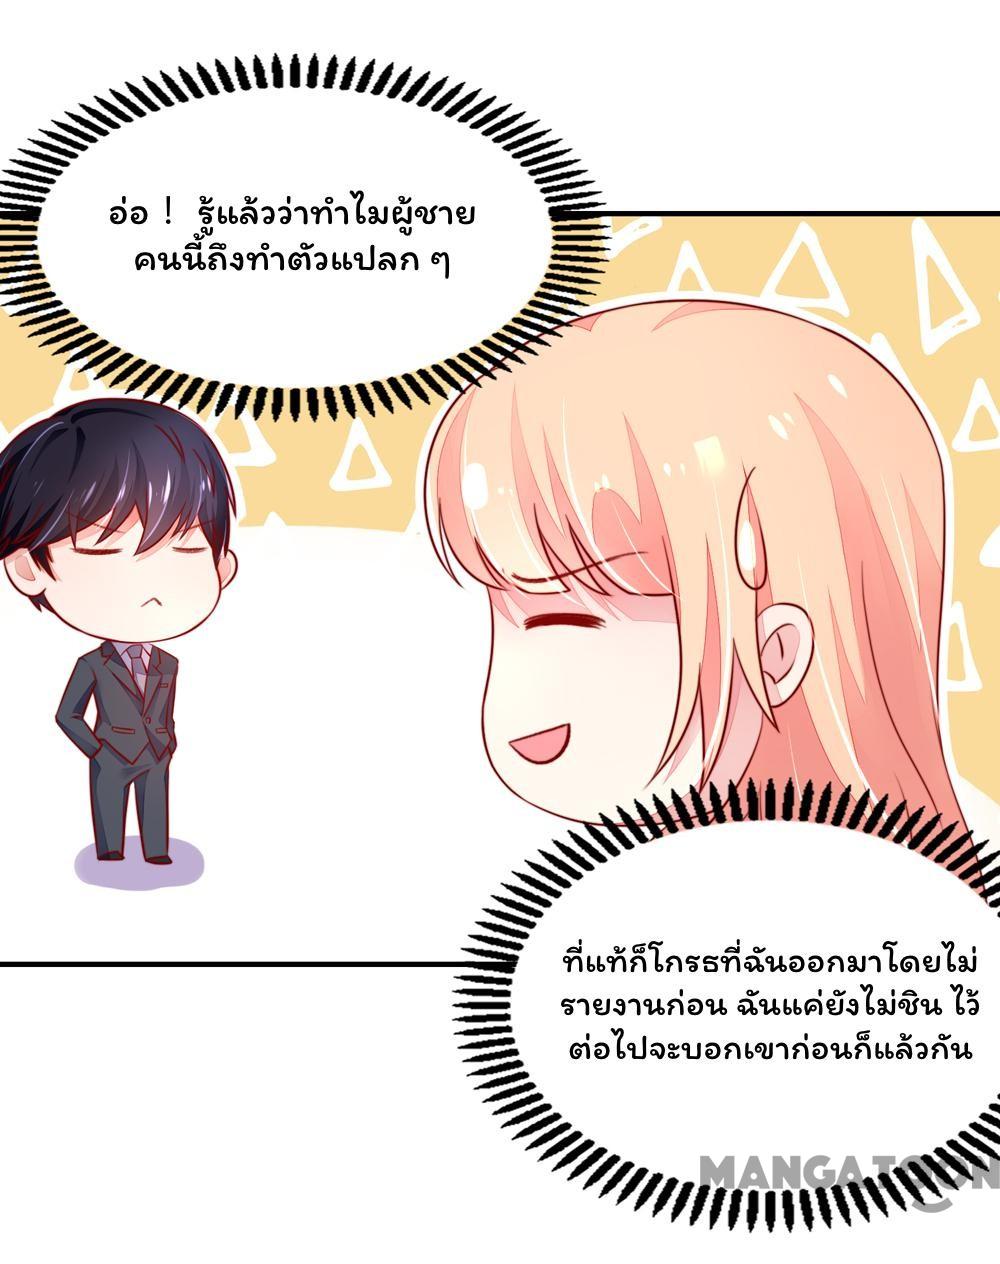 อ่อ ! รู้แล้วว่าทำไมผู้ชาย
คนนี้ถึงทำตัวแปลก ๆ
ที่แท้ก็โกรธที่ฉันออกมาโดยไม่
รายงานก่อน ฉันแค่ยังไม่ชิน ไว้
ต่อไปจะบอกเขาก่อนก็แล้วกัน
MANGATOON